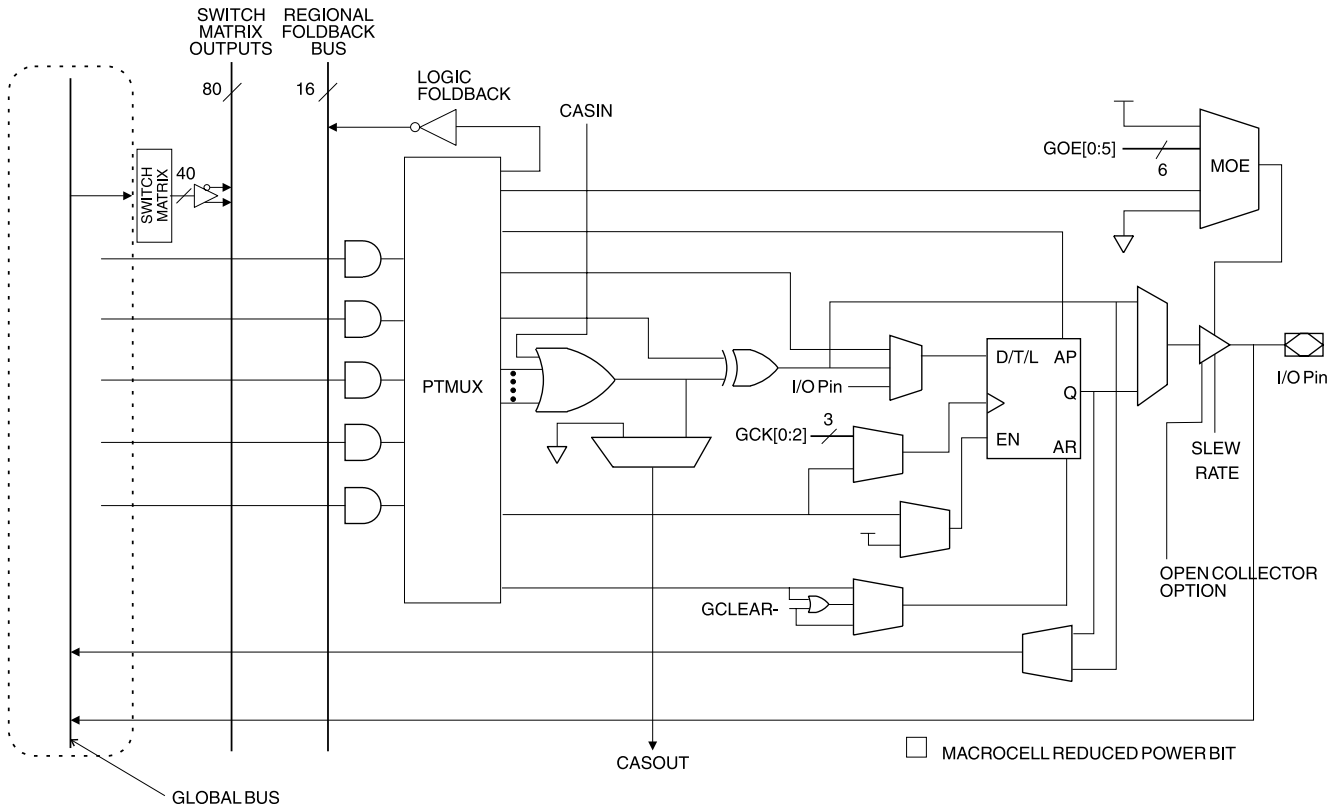 SWITCH
MATRIX
OUTPUTS
REGIONAL
FOLDBACK
BUS
80
16
LOGIC
FOLDBACK
CASIN
GOE[0:5]
6
MOE
SWITCH
MATRIX
40
PTMUX
D/T/L
AP
Q
EN
AR
I/O Pin
I/O Pin
GCK[0:2]
3
SLEW
RATE
OPEN COLLECTOR
OPTION
GCLEAR-
CASOUT
MACROCELL REDUCED POWER BIT
GLOBAL BUS